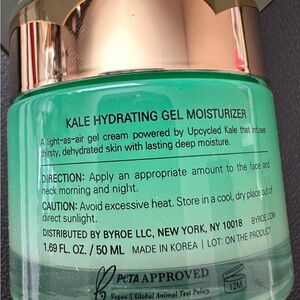 KALE HYDRATING GEL MOISTURIZER
A light-as-air gel cream powered by Upcycled Kale that infuses
thirsty, dehydrated skin with lasting deep moisture.
DIRECTION: Apply an appropriate amount to the face and
neck morning and night.
CAUTION: Avoid excessive heat. Store in a cool, dry place out of
direct sunlight.
DISTRIBUTED BY BYROE LLC, NEW YORK, NY 10018 BYROE.COM
1.69 FL. OZ. / 50 ML MADE IN KOREA | LOT: ON THE PRODUCT
PETA APPROVED
Vegan | Global Animal Test Policy
12M